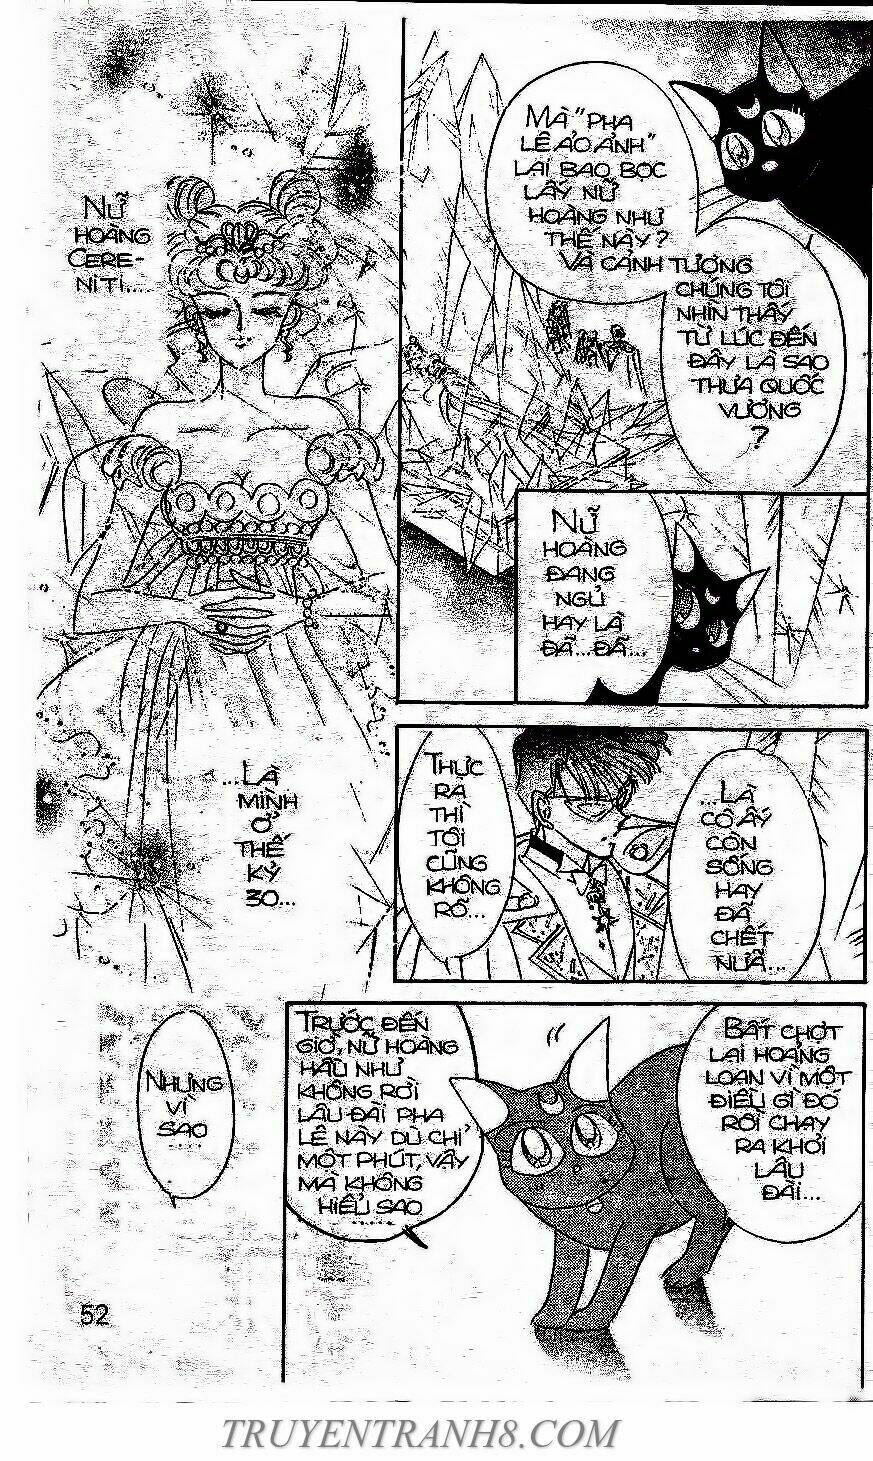 MÀ "PHA
LÊ ẢO ẢNH"
LẠI BAO BỌC
LẤY NỮ
HOÀNG NHƯ
THẾ NÀY?
VÀ CẢNH TƯỢNG
CHÚNG TÔI
NHÌN THẤY
TỪ LÚC ĐẾN
ĐÂY LÀ SAO
THƯA QUỐC
VƯƠNG
?
NỮ
HOÀNG
CERE-
NITI....
NỮ
HOÀNG
ĐANG
NGỦ
HAY LÀ
ĐÃ...ĐÃ...
...LÀ
MÌNH
Ở
THẾ
KỶ
30...
...LÀ
CÔ ẤY
CÒN
SỐNG
HAY
ĐÃ
CHẾT
NỮA...
THỰC
RA
THÌ
TÔI
CŨNG
KHÔNG
RÕ...
BẤT CHỢT
LẠI HOẢNG
LOẠN VÌ MỘT
ĐIỀU GÌ ĐÓ
RỒI CHẠY
RA KHỎI
LÂU
ĐÀI...
TRƯỚC ĐẾN
GIỜ, NỮ HOÀNG
HẦU NHƯ
KHÔNG RỜI
LÂU ĐÀI PHA
LÊ NÀY DÙ CHỈ
MỘT PHÚT, VẬY
MÀ KHÔNG
HIỂU SAO
......
NHƯNG
VÌ
SAO
....
52
TRUYENTRANH8.COM